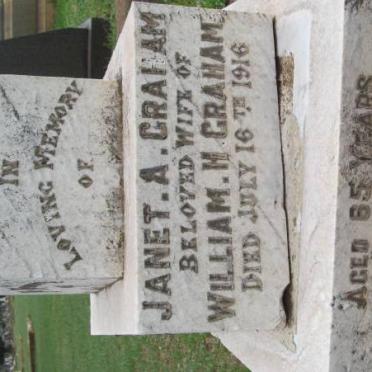 IN
LOVING MEMORY
OF
JANET. A. GRAHAM
BELOVED WIFE OF
WILLIAM. H GRAHAM
DIED JULY 16TH 1916
AGED 65 YEARS